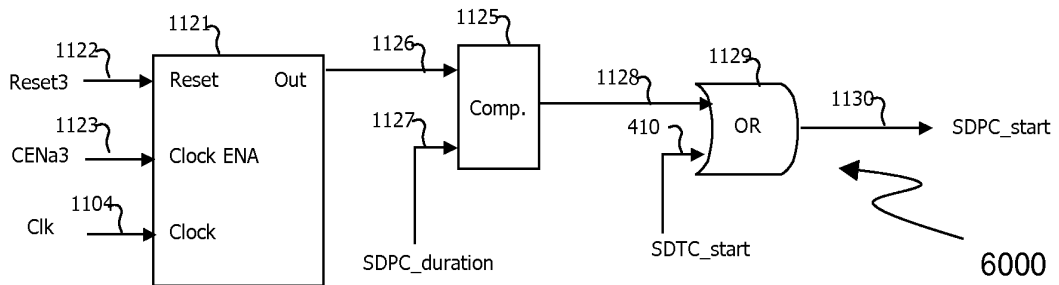 1121
1122
Reset3
Reset
Out
1126
1125
1123
CENa3
Clock ENA
1127
Comp.
1128
1129
410
OR
1130
SDPC_start
1104
Clk
Clock
SDPC_duration
SDTC_start
6000